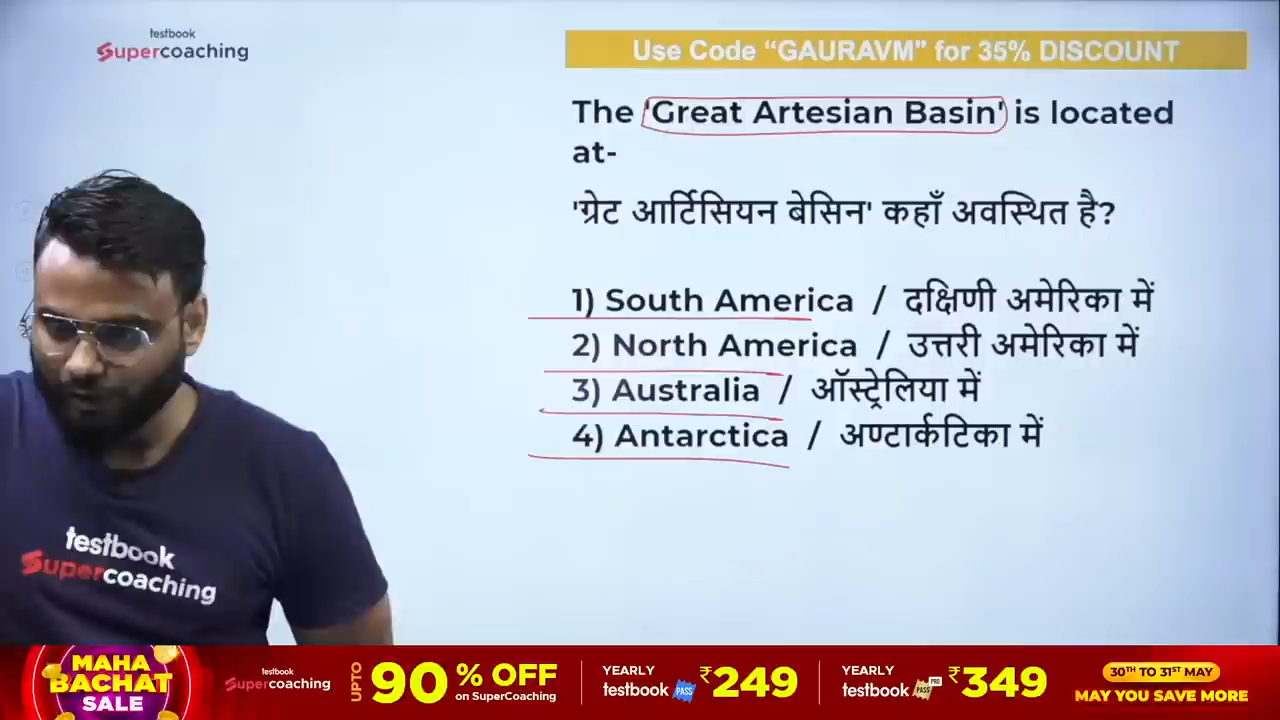 testbook
Supercoaching
Use Code “GAURAVM" for 35% DISCOUNT
The 'Great Artesian Basin' is located
at-
'ग्रेट आर्टिसियन बेसिन' कहाँ अवस्थित है?
1) South America / दक्षिणी अमेरिका में
2) North America / उत्तरी अमेरिका में
3) Australia / ऑस्ट्रेलिया में
4) Antarctica / अण्टार्कटिका में
testbook
Supercoaching
MAHA
BACHAT
SALE
testbook
Supercoaching
UPTO 90% OFF
on SuperCoaching
YEARLY
testbook PASS
₹249
YEARLY
testbook PASS PRO
₹349
30TH TO 31ST MAY
MAY YOU SAVE MORE